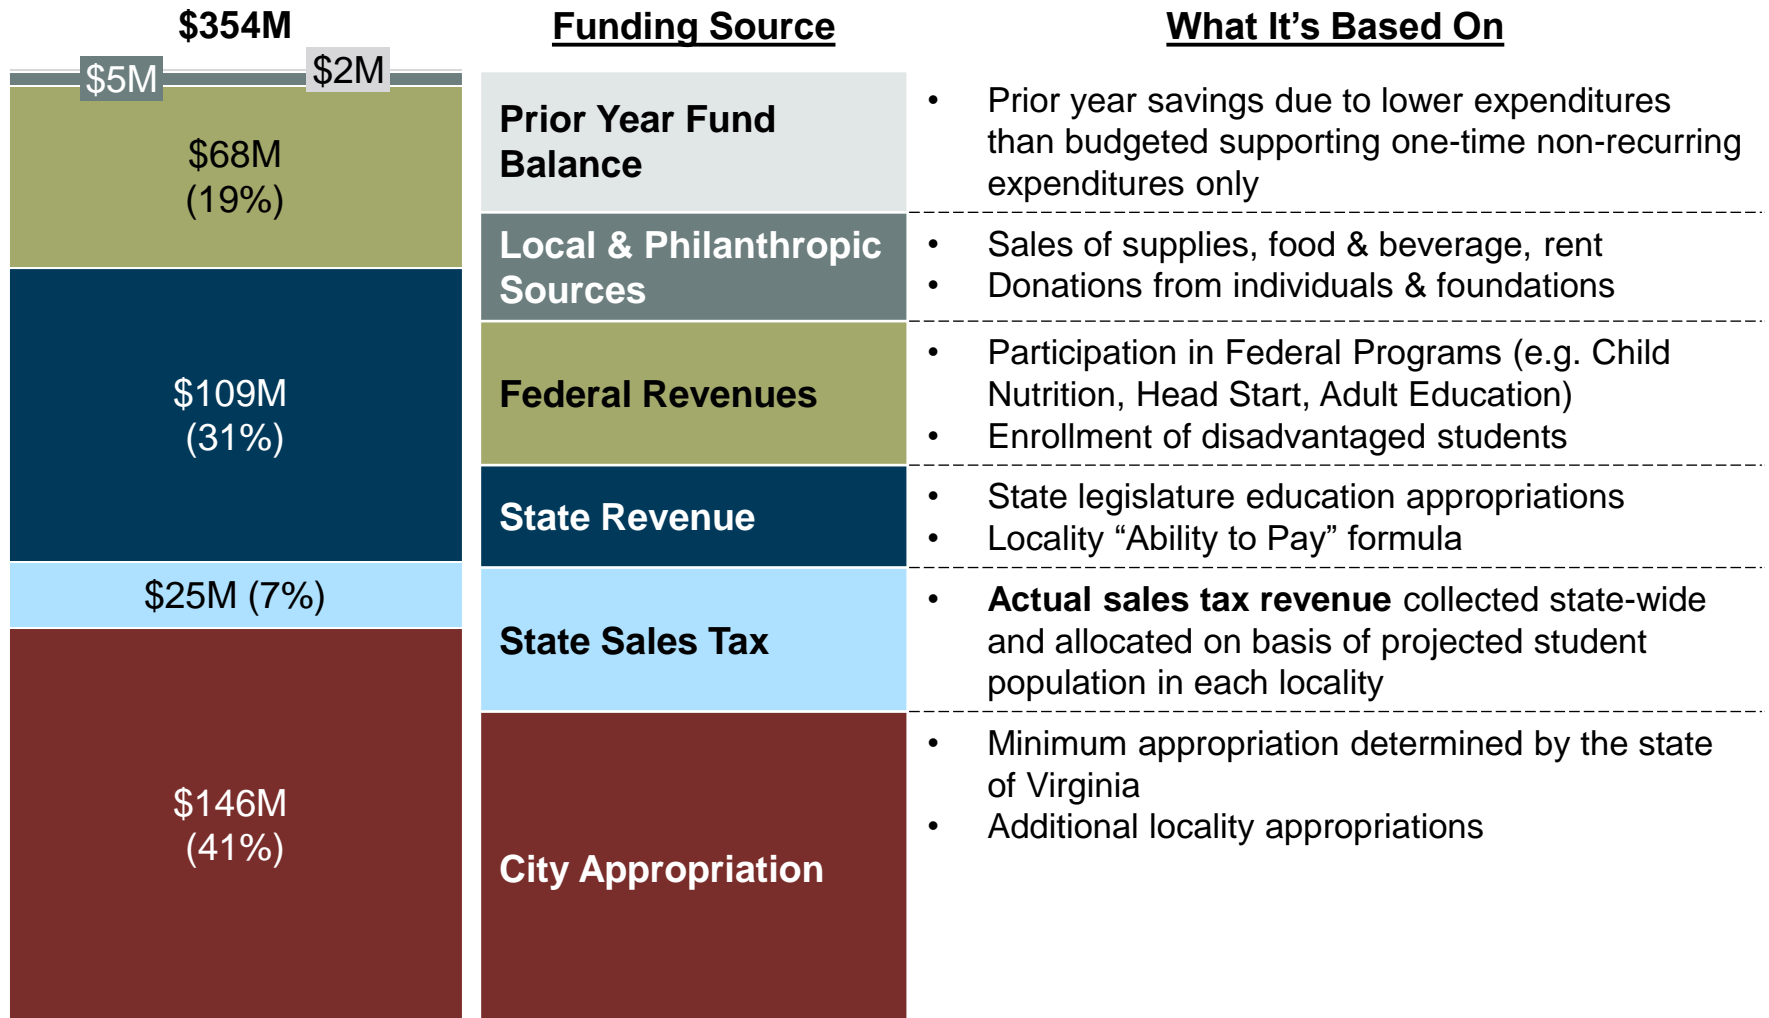 $354M
Funding Source
What It’s Based On
$5M
$2M
$68M
(19%)
$109M
(31%)
$25M (7%)
$146M
(41%)
Prior Year Fund
Balance
• Prior year savings due to lower expenditures
than budgeted supporting one-time non-recurring
expenditures only
Local & Philanthropic
Sources
• Sales of supplies, food & beverage, rent
• Donations from individuals & foundations
Federal Revenues
• Participation in Federal Programs (e.g. Child
Nutrition, Head Start, Adult Education)
• Enrollment of disadvantaged students
State Revenue
• State legislature education appropriations
• Locality “Ability to Pay” formula
State Sales Tax
• Actual sales tax revenue collected state-wide
and allocated on basis of projected student
population in each locality
City Appropriation
• Minimum appropriation determined by the state
of Virginia
• Additional locality appropriations